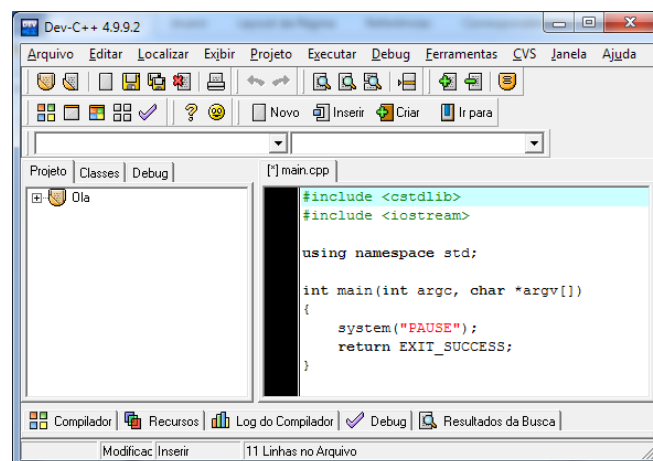 Dev-C++ 4.9.9.2
Arquivo Editar Localizar Exibir Projeto Executar Debug Ferramentas CVS Janela Ajuda
Novo Inserir Criar Ir para
Projeto Classes Debug
[*] main.cpp
Ola
#include <cstdlib>
#include <iostream>
using namespace std;
int main(int argc, char *argv[])
{
system("PAUSE");
return EXIT_SUCCESS;
}
Compilador Recursos Log do Compilador Debug Resultados da Busca
Modificac Inserir 11 Linhas no Arquivo